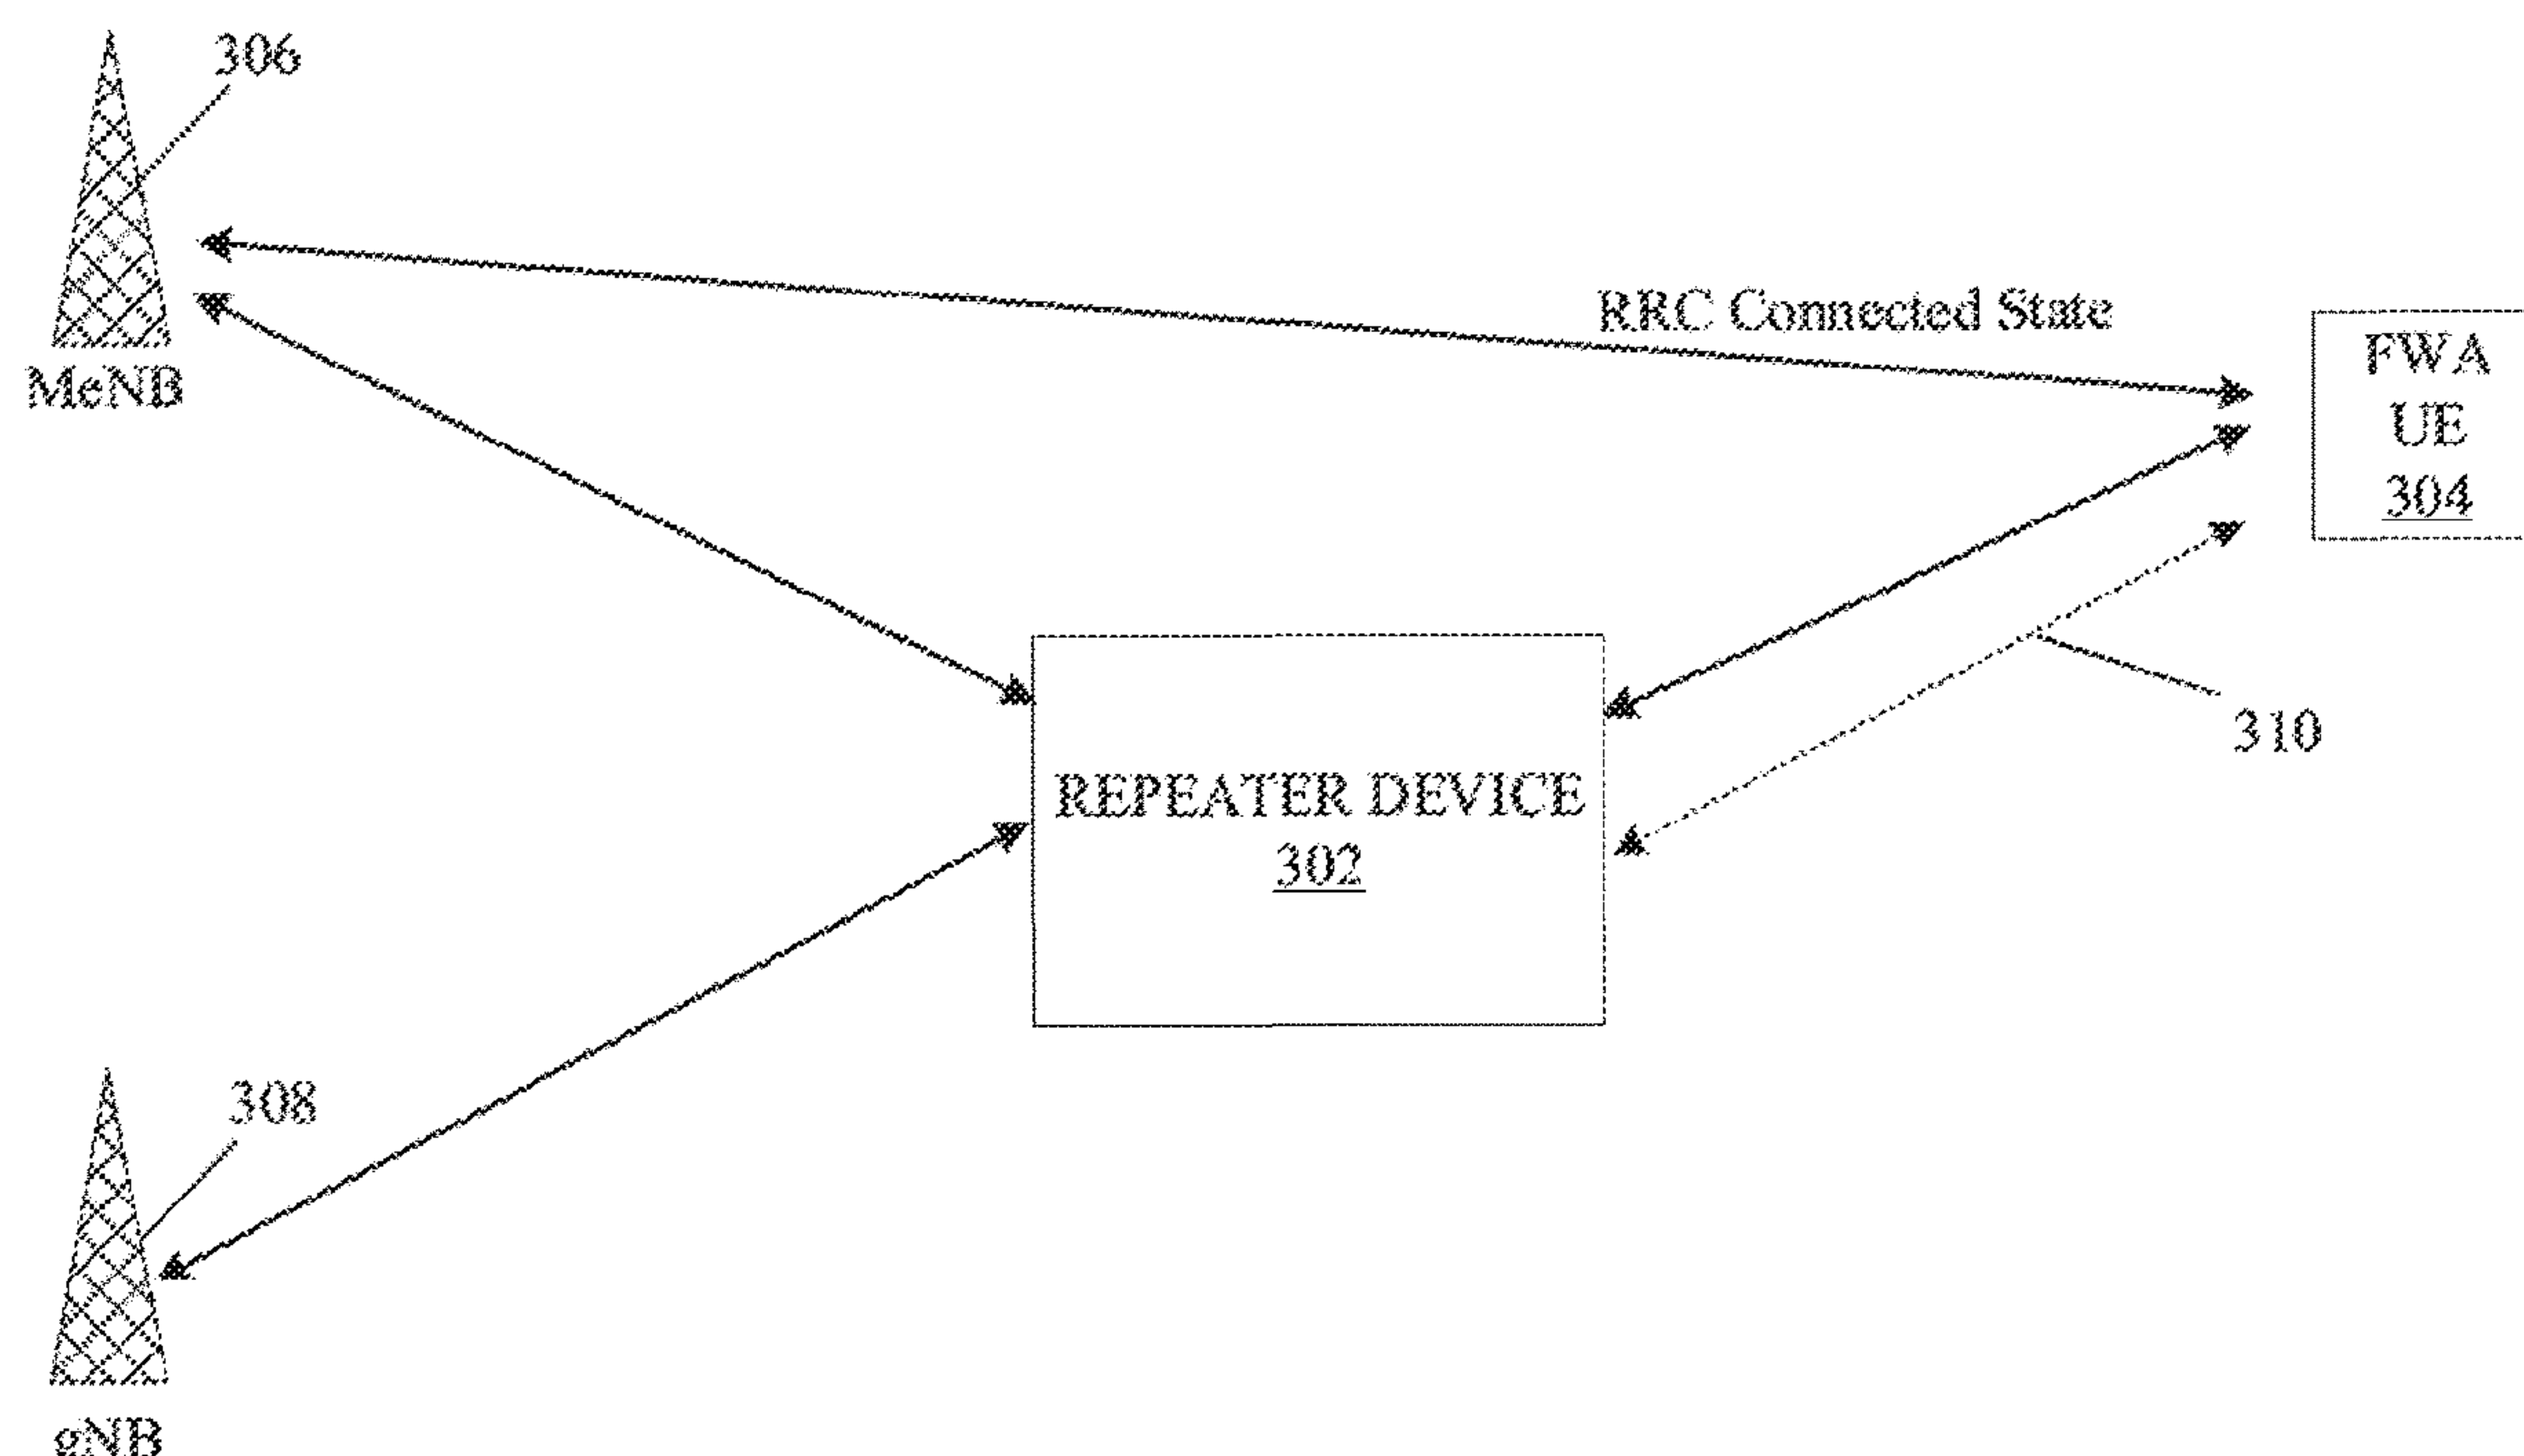 306
MeNB
RRC Connected State
FWA
UE
304
310
REPEATER DEVICE
302
308
gNB